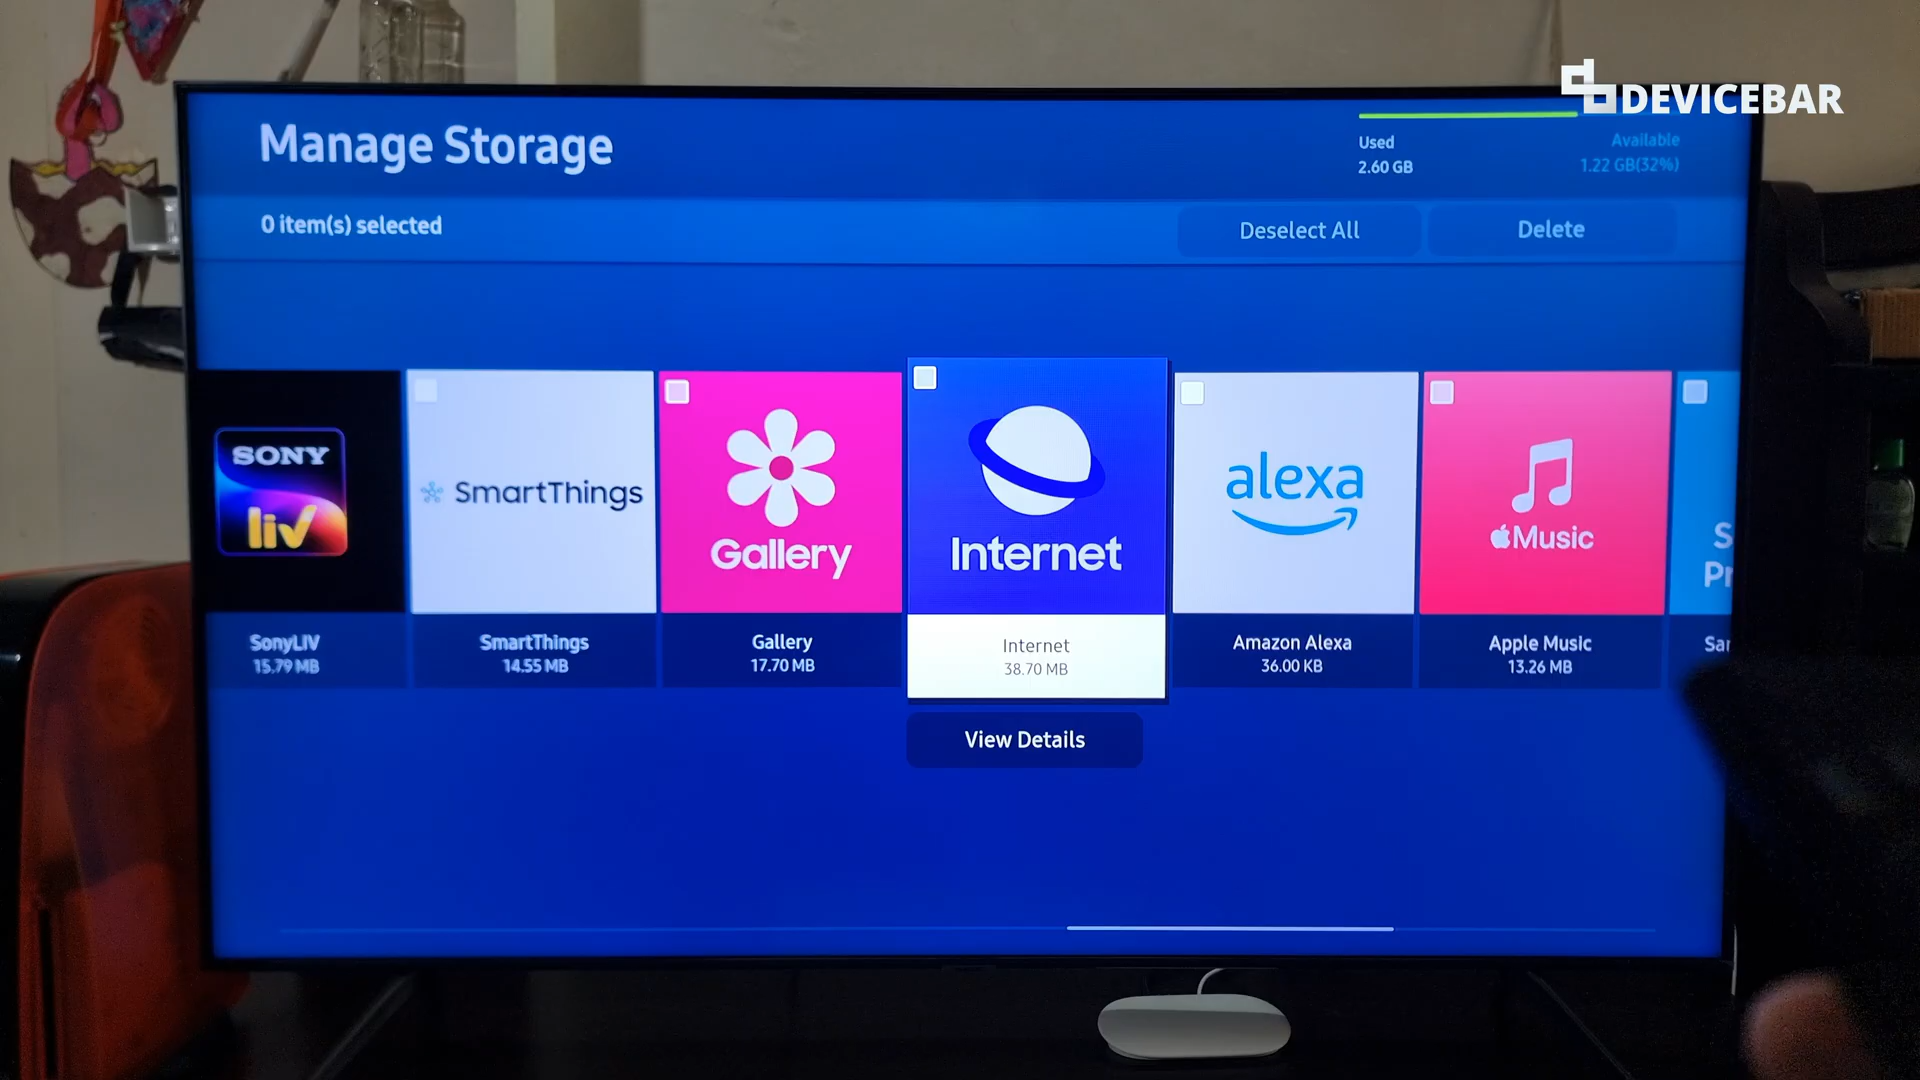 DEVICEBAR
Manage Storage
Used
Available
2.60 GB
1.22 GB(32%)
0 item(s) selected
Deselect All
Delete
SONY
liv
SmartThings
Gallery
Internet
alexa
Music
S
Pr
SonyLIV
15.79 MB
SmartThings
14.55 MB
Gallery
17.70 MB
Internet
38.70 MB
Amazon Alexa
36.00 KB
Apple Music
13.26 MB
Sar
View Details